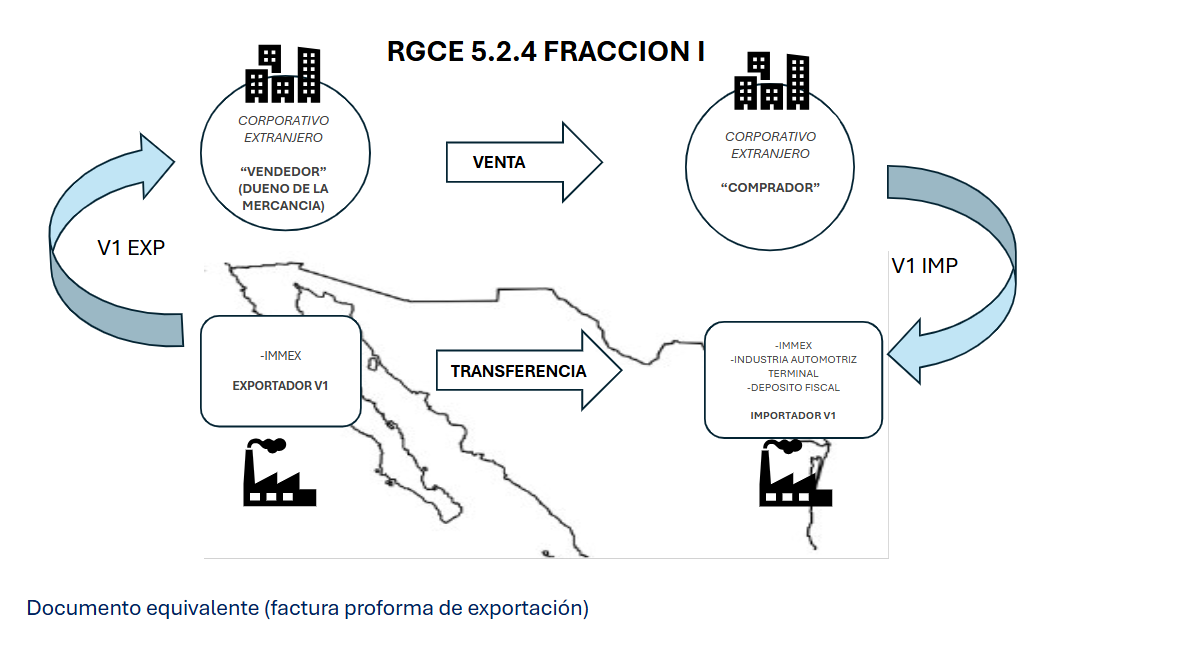 RGCE 5.2.4 FRACCION I
CORPORATIVO
EXTRANJERO
“VENDEDOR”
(DUENO DE LA
MERCANCIA)
VENTA
CORPORATIVO
EXTRANJERO
“COMPRADOR”
V1 EXP
V1 IMP
-IMMEX
EXPORTADOR V1
TRANSFERENCIA
-IMMEX
-INDUSTRIA AUTOMOTRIZ
TERMINAL
-DEPOSITO FISCAL
IMPORTADOR V1
Documento equivalente (factura proforma de exportación)